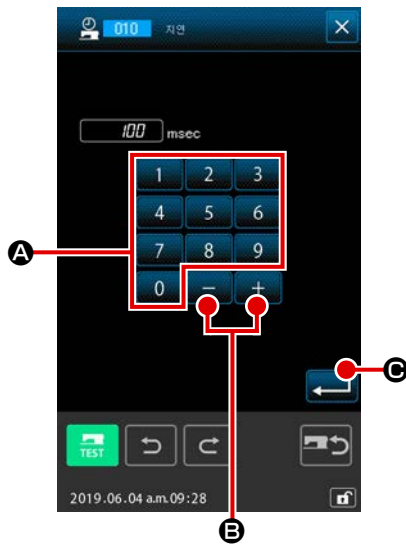 010 지연
100 msec
1 2 3
4 5 6
A
7 8 9
0 − +
C
TEST
2019.06.04 a.m.09:28
B